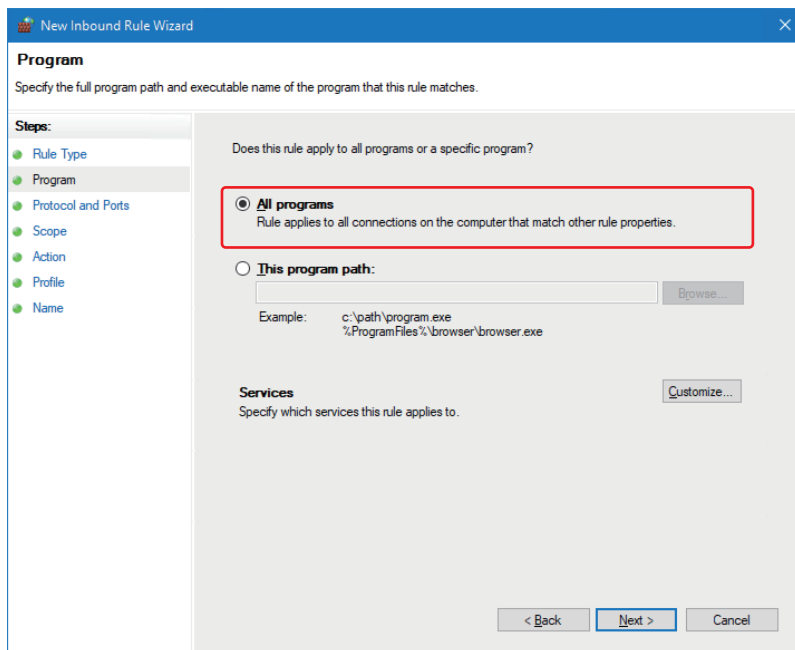 New Inbound Rule Wizard
Program
Specify the full program path and executable name of the program that this rule matches.
Steps:
Rule Type
Program
Protocol and Ports
Scope
Action
Profile
Name
Does this rule apply to all programs or a specific program?
All programs
Rule applies to all connections on the computer that match other rule properties.
This program path:
Browse...
Example: c:\path\program.exe
%ProgramFiles%\browser\browser.exe
Services
Customize...
Specify which services this rule applies to.
< Back Next > Cancel